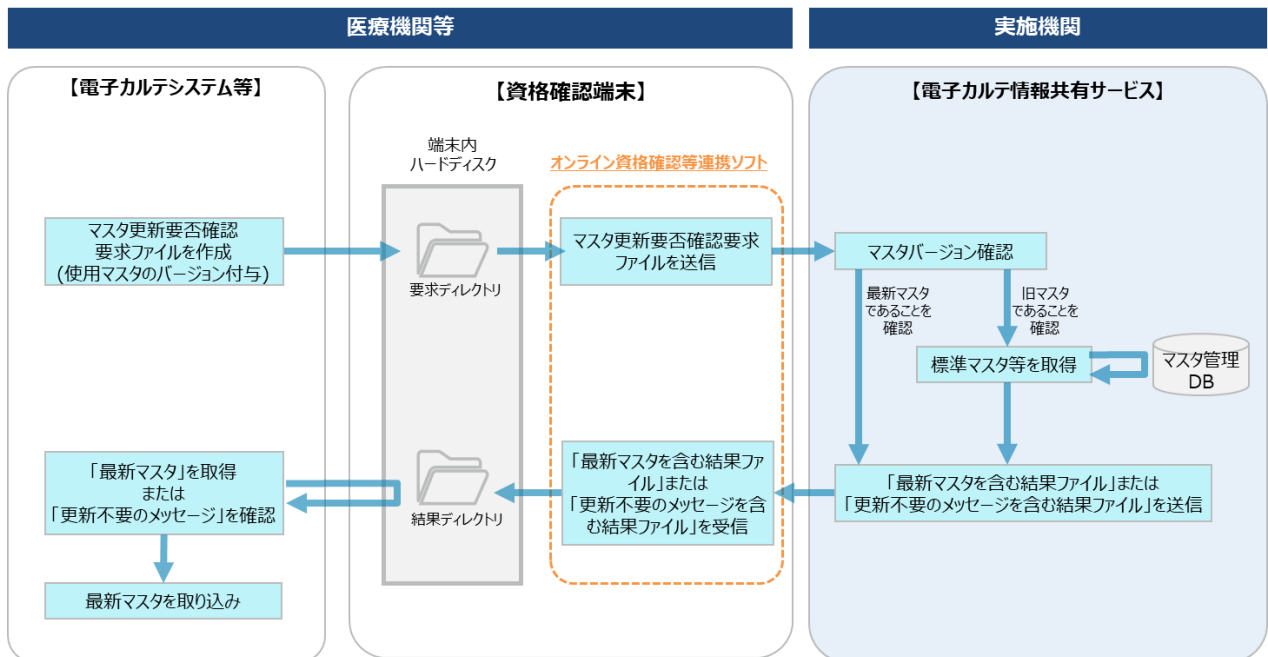 医療機関等
実施機関
【電子カルテシステム等】
【資格確認端末】
【電子カルテ情報共有サービス】
端末内
ハードディスク
オンライン資格確認等連携ソフト
マスタ更新要否確認
要求ファイルを作成
(使用マスタのバージョン付与)
要求ディレクトリ
マスタ更新要否確認要求
ファイルを送信
マスタバージョン確認
最新マスタ
であることを
確認
旧マスタ
であることを
確認
標準マスタ等を取得
マスタ管理
DB
「最新マスタ」を取得
または
「更新不要のメッセージ」を確認
結果ディレクトリ
「最新マスタを含む結果ファ
イル」または
「更新不要のメッセージを含
む結果ファイル」を受信
「最新マスタを含む結果ファイル」または
「更新不要のメッセージを含む結果ファイル」を送信
最新マスタを取り込み